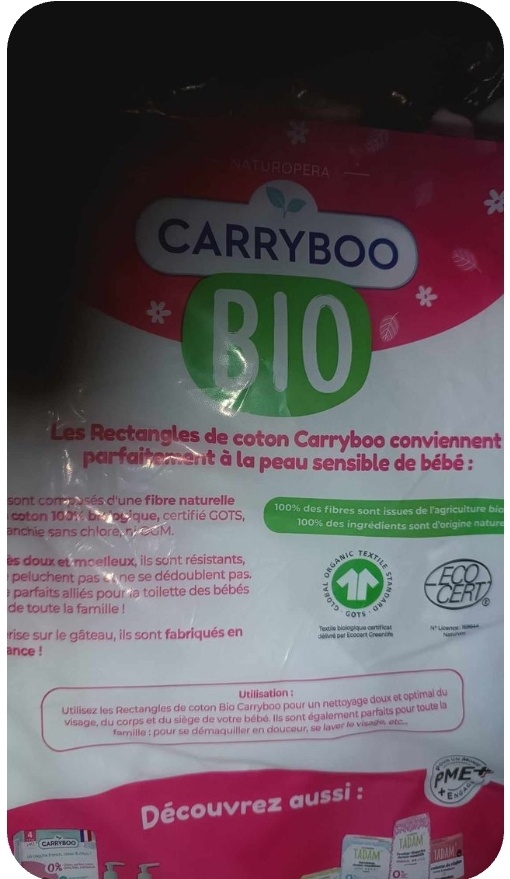 NATUROPERA
CARRYBOO
BIO
Les Rectangles de coton Carryboo conviennent
parfaitement à la peau sensible de bébé :
sont composés d'une fibre naturelle
coton 100% biologique, certifié GOTS,
anchie sans chlore, ni OGM.
ès doux et moelleux, ils sont résistants,
peluchent pas et ne se dédoublent pas.
parfaits alliés pour la toilette des bébés
de toute la famille !
rise sur le gâteau, ils sont fabriqués en
ance !
100% des fibres sont issues de l'agriculture bio
100% des ingrédients sont d'origine nature
GLOBAL ORGANIC TEXTILE STANDARD
GOTS
ECO
CERT
Textile biologique certificat
délivré par Ecocert Greenlife
N° Licence :
Utilisation :
Utilisez les Rectangles de coton Bio Carryboo pour un nettoyage doux et optimal du
visage, du corps et du siège de votre bébé. Ils sont également parfaits pour toute la
famille : pour se démaquiller en douceur, se laver le visage, etc...
PME+
ENGAGÉ
Découvrez aussi :
4
CARRYBOO
0%
TADAM'
TADAM'
TADAM'
0%